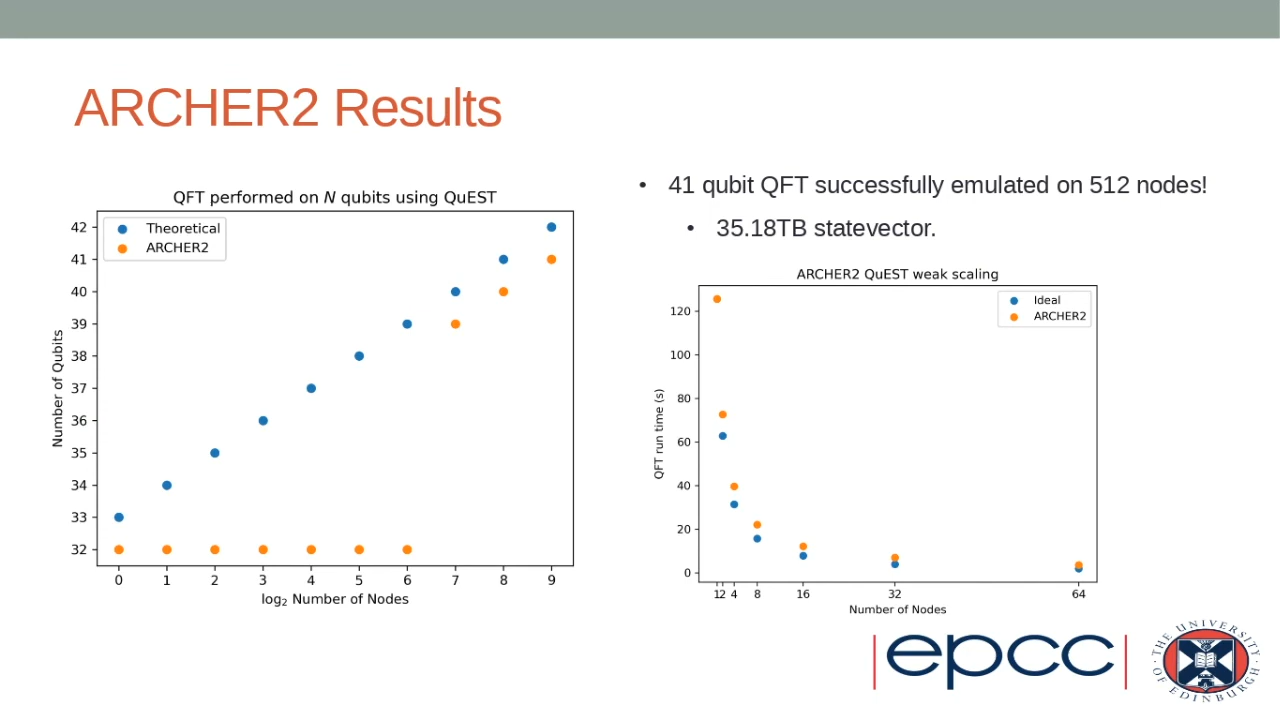 ARCHER2 Results
QFT performed on N qubits using QuEST
Theoretical
ARCHER2
42
41
40
39
38
37
36
35
34
33
32
Number of Qubits
0 1 2 3 4 5 6 7 8 9
log₂ Number of Nodes
• 41 qubit QFT successfully emulated on 512 nodes!
• 35.18TB statevector.
ARCHER2 QuEST weak scaling
Ideal
ARCHER2
120
100
80
60
40
20
0
QFT run time (s)
1 2 4 8 16 32 64
Number of Nodes
epcc
THE UNIVERSITY
OF EDINBURGH